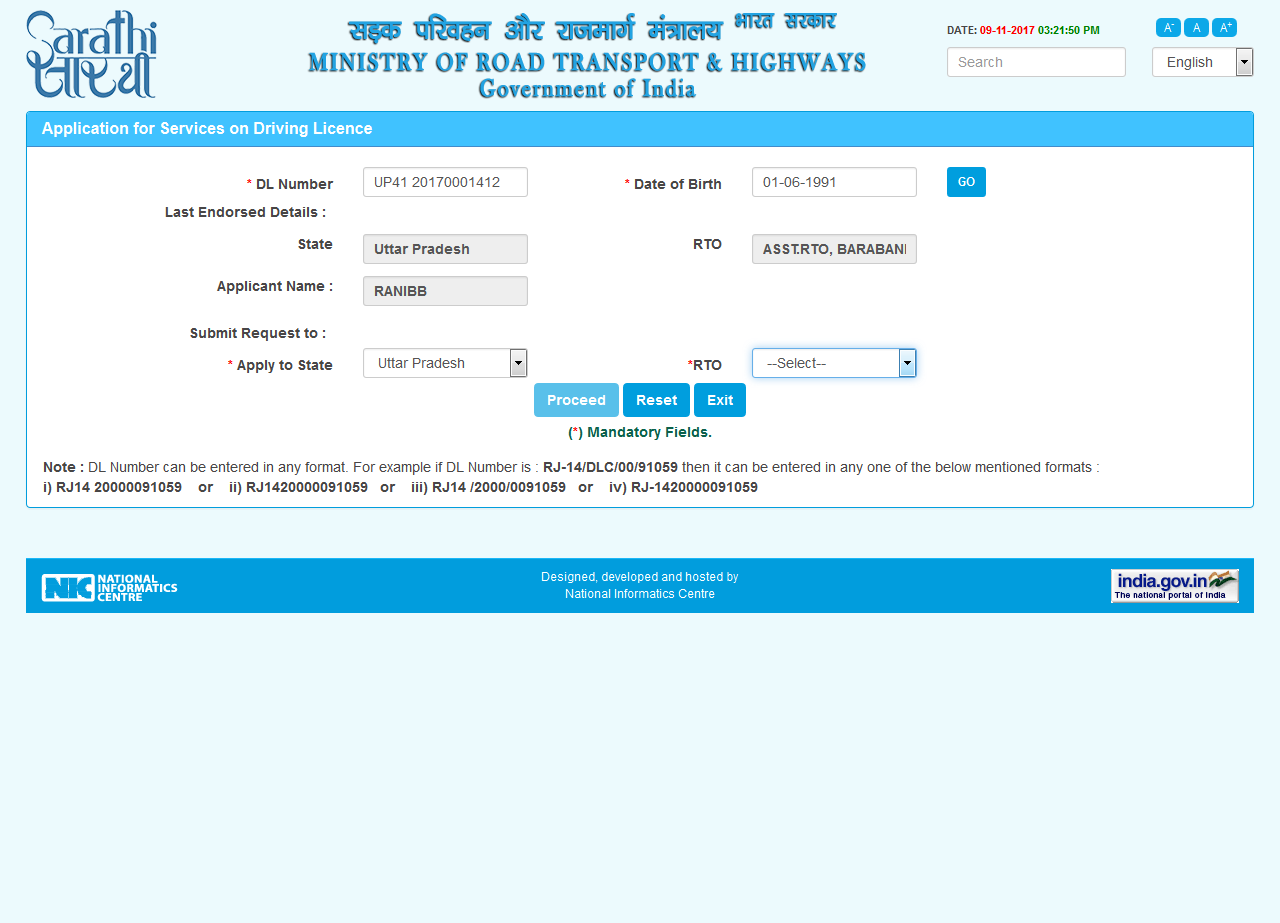 Sarathi
सारथी
सड़क परिवहन और राजमार्ग मंत्रालय भारत सरकार
MINISTRY OF ROAD TRANSPORT & HIGHWAYS
Government of India
DATE: 09-11-2017 03:21:50 PM
A- A A+
Search
English
Application for Services on Driving Licence
* DL Number UP41 20170001412 * Date of Birth 01-06-1991 GO
Last Endorsed Details :
State Uttar Pradesh RTO ASST.RTO, BARABANI
Applicant Name : RANIBB
Submit Request to :
* Apply to State Uttar Pradesh *RTO --Select--
Proceed Reset Exit
(*) Mandatory Fields.
Note : DL Number can be entered in any format. For example if DL Number is : RJ-14/DLC/00/91059 then it can be entered in any one of the below mentioned formats :
i) RJ14 20000091059 or ii) RJ1420000091059 or iii) RJ14 /2000/0091059 or iv) RJ-1420000091059
NIC NATIONAL INFORMATICS CENTRE
Designed, developed and hosted by
National Informatics Centre
india.gov.in
The national portal of India